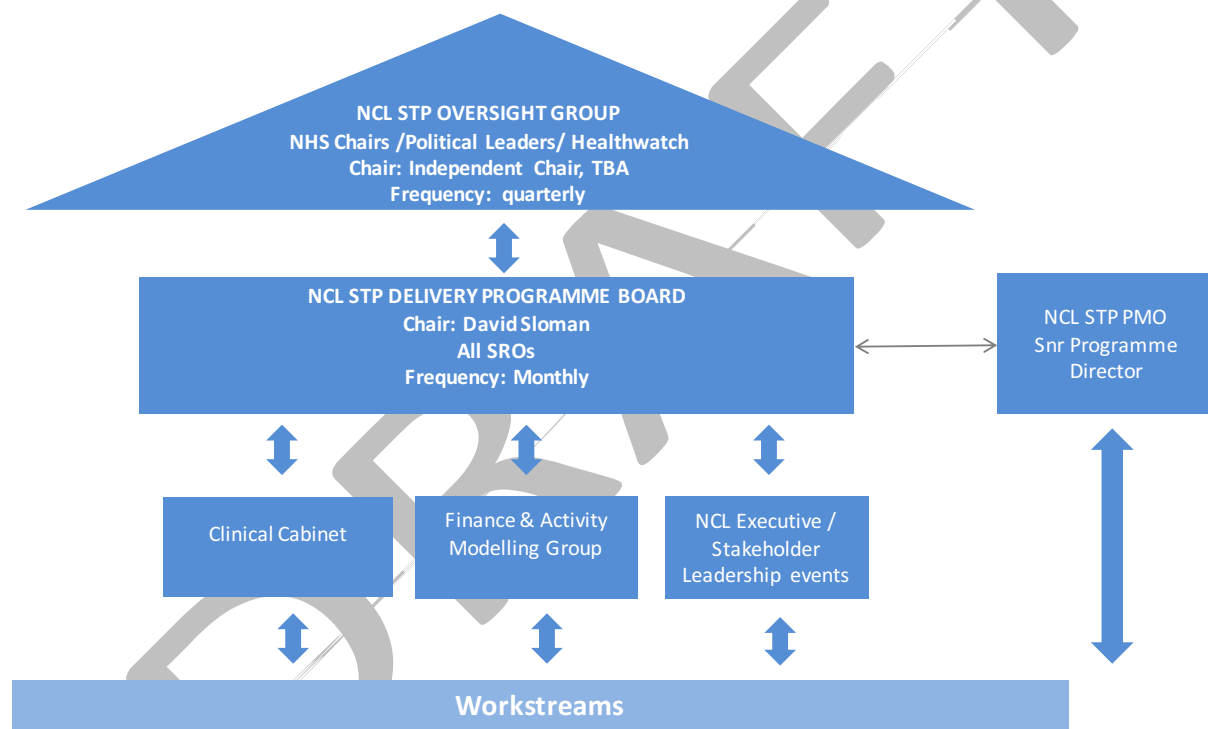 NCL STP OVERSIGHT GROUP
NHS Chairs /Political Leaders/ Healthwatch
Chair: Independent Chair, TBA
Frequency: quarterly
NCL STP DELIVERY PROGRAMME BOARD
Chair: David Sloman
All SROs
Frequency: Monthly
NCL STP PMO
Snr Programme
Director
Clinical Cabinet
Finance & Activity
Modelling Group
NCL Executive /
Stakeholder
Leadership events
Workstreams
DRAFT